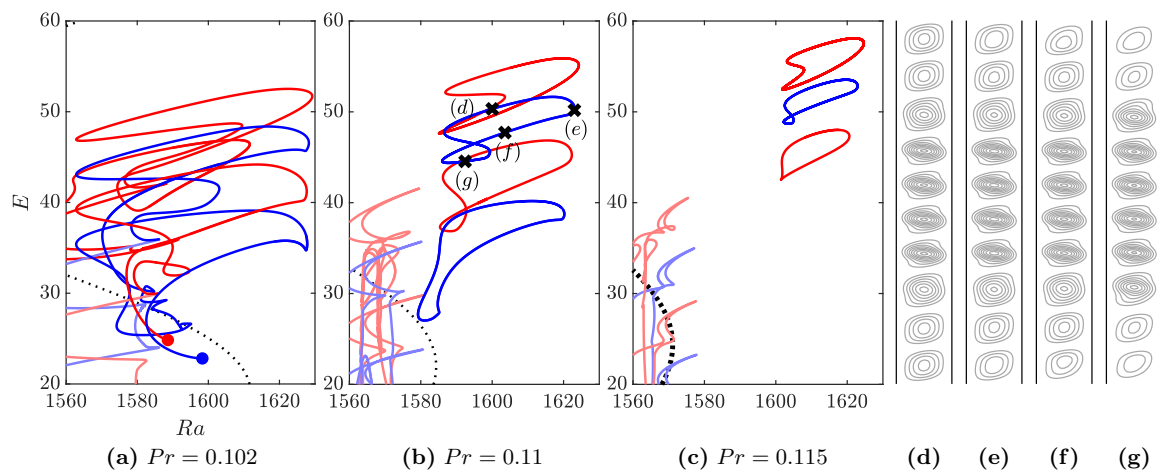 60
50
40
30
20
E
1560 1580 1600 1620
Ra
(a) Pr = 0.102
60
50
40
30
20
(d)
(e)
(f)
(g)
1560 1580 1600 1620
(b) Pr = 0.11
60
50
40
30
20
1560 1580 1600 1620
(c) Pr = 0.115
(d) (e) (f) (g)